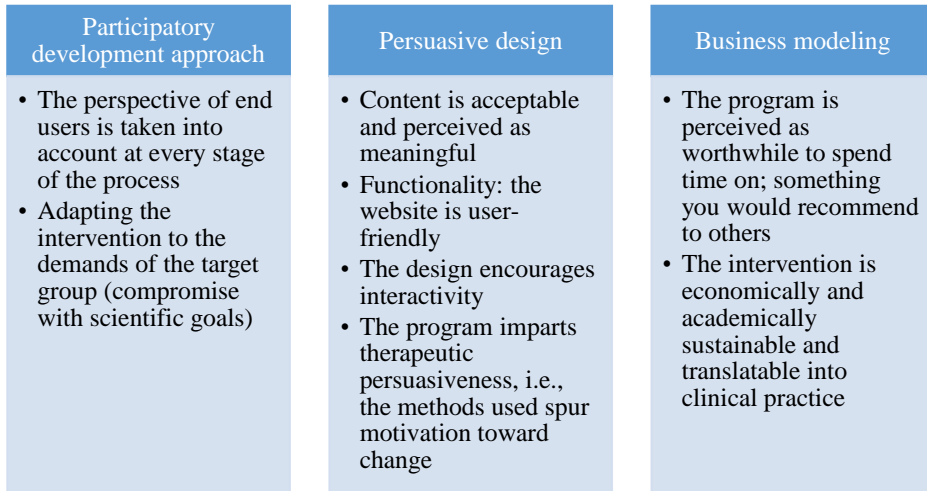 Participatory
development approach
• The perspective of end
users is taken into
account at every stage
of the process
• Adapting the
intervention to the
demands of the target
group (compromise
with scientific goals)
Persuasive design
• Content is acceptable
and perceived as
meaningful
• Functionality: the
website is user-
friendly
• The design encourages
interactivity
• The program imparts
therapeutic
persuasiveness, i.e.,
the methods used spur
motivation toward
change
Business modeling
• The program is
perceived as
worthwhile to spend
time on; something
you would recommend
to others
• The intervention is
economically and
academically
sustainable and
translatable into
clinical practice